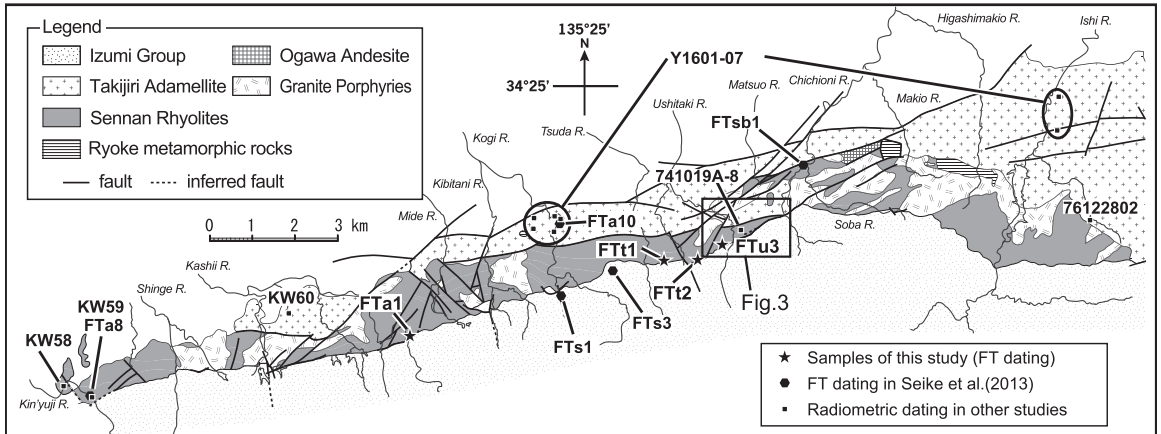 Legend
Izumi Group
Ogawa Andesite
Takijiri Adamellite
Granite Porphyries
Sennan Rhyolites
Ryoke metamorphic rocks
fault
inferred fault
0 1 2 3 km
135°25'
N
34°25'
Y1601-07
Higashimakio R.
Ishi R.
Chichioni R.
Matsuo R.
Makio R.
Ushitaki R.
FTsb1
Tsuda R.
Kogi R.
741019A-8
Kibitani R.
76122802
Mide R.
FTa10
Soba R.
FTt1
FTu3
Kashii R.
FTt2
Fig.3
Shinge R.
KW60
FTa1
FTs3
KW59
FTa8
KW58
FTs1
Kin'yuji R.
Samples of this study (FT dating)
FT dating in Seike et al.(2013)
Radiometric dating in other studies